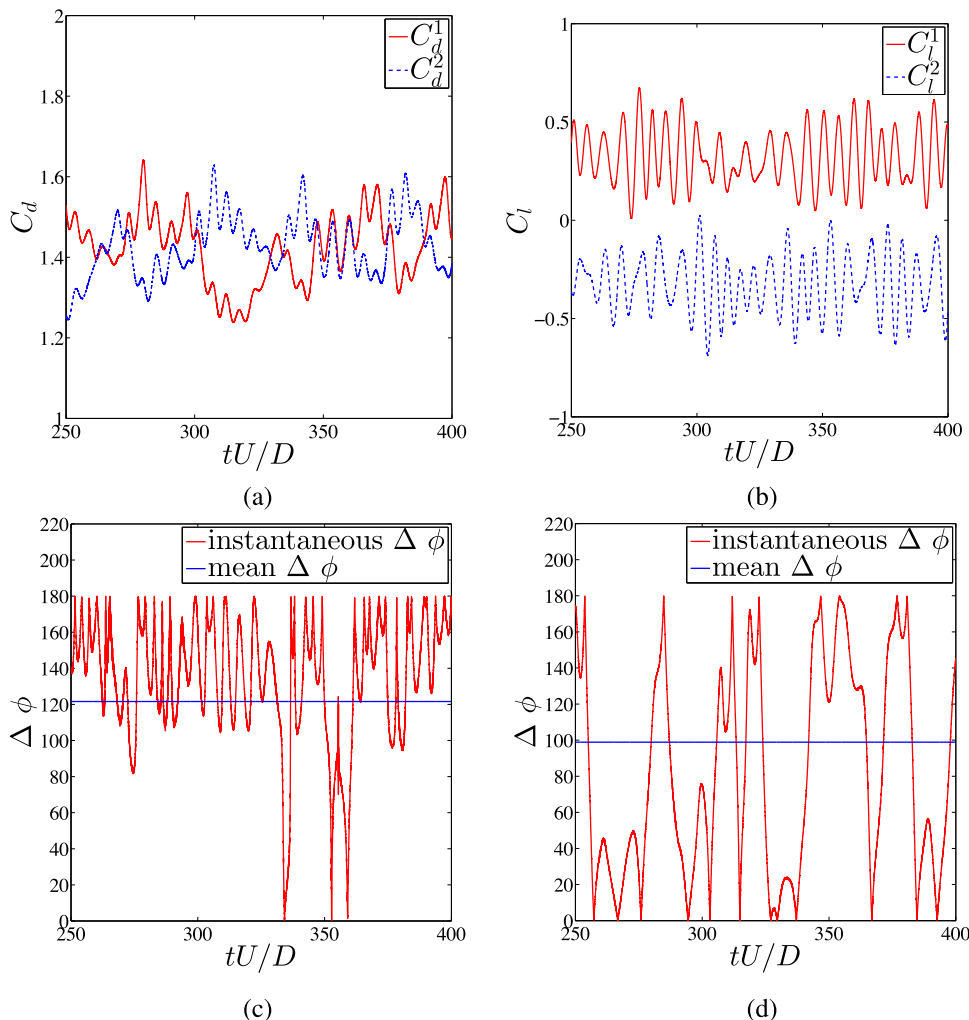 2
1.8
1.6
1.4
1.2
1
C_d
C_d^1
C_d^2
250 300 350 400
tU/D
(a)
1
0.5
0
−0.5
−1
C_l
C_l^1
C_l^2
250 300 350 400
tU/D
(b)
220
200
180
160
140
120
100
80
60
40
20
0
Δ ϕ
instantaneous Δ ϕ
mean Δ ϕ
250 300 350 400
tU/D
(c)
220
200
180
160
140
120
100
80
60
40
20
0
Δ ϕ
instantaneous Δ ϕ
mean Δ ϕ
250 300 350 400
tU/D
(d)